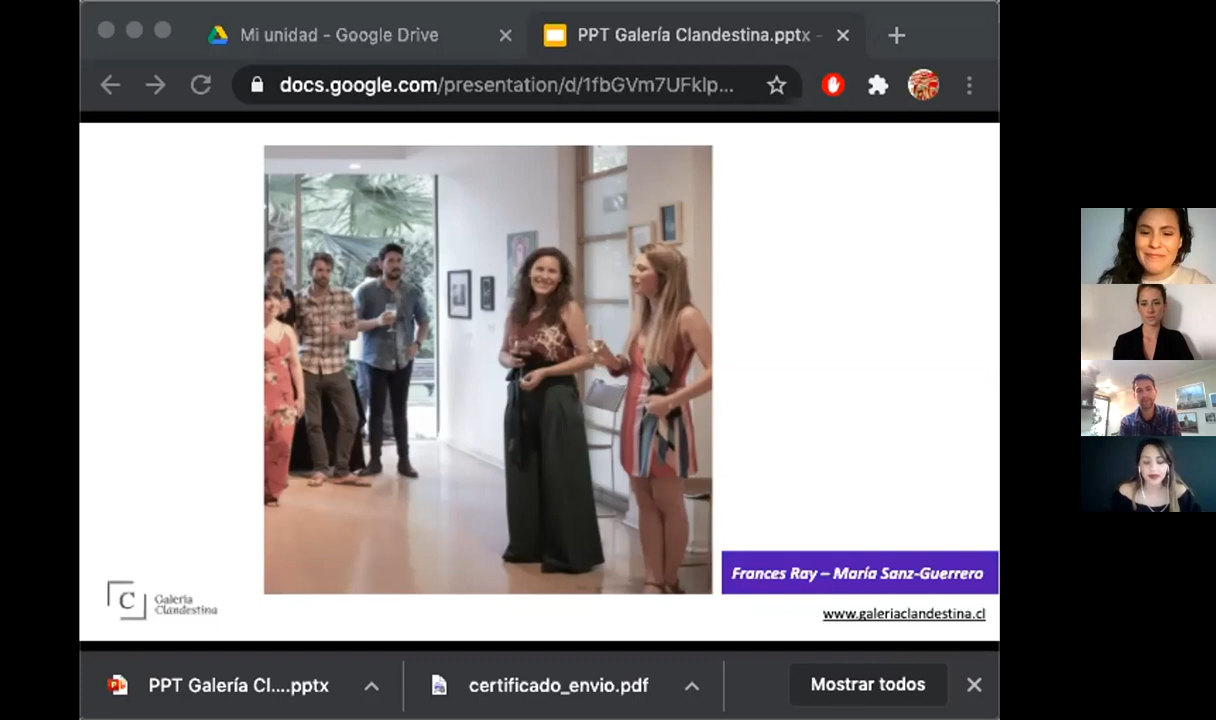 Mi unidad - Google Drive
PPT Galería Clandestina.pptx -
docs.google.com/presentation/d/1fbGVm7UFklp...
Frances Ray – María Sanz-Guerrero
C Galería
Clandestina
www.galeriaclandestina.cl
PPT Galería Cl....pptx
certificado_envio.pdf
Mostrar todos